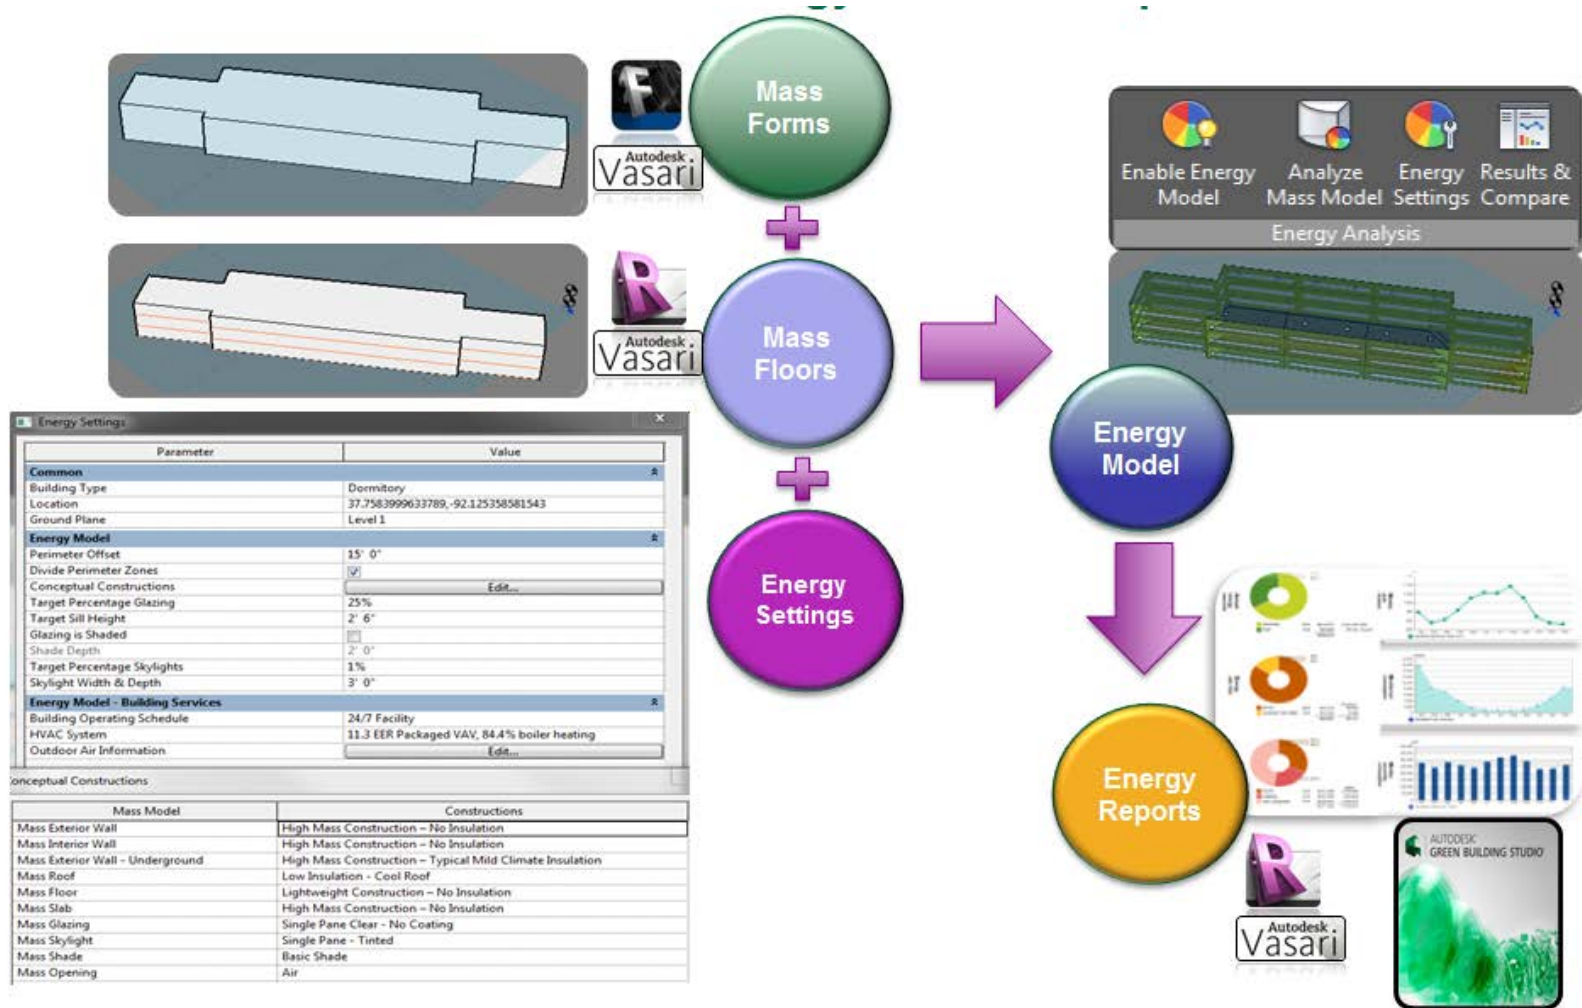 Mass
Forms
Autodesk
Vasari
Enable Energy
Model
Analyze
Mass Model
Energy
Settings
Results &
Compare
Energy Analysis
Autodesk
Vasari
Mass
Floors
Energy
Model
Energy
Settings
Energy Settings
Parameter Value
Common
Building Type Dormitory
Location 37.7583999633789,-92.125358581543
Ground Plane Level 1
Energy Model
Perimeter Offset 15' 0"
Divide Perimeter Zones
Conceptual Constructions Edit...
Target Percentage Glazing 25%
Target Sill Height 2' 6"
Glazing is Shaded
Shade Depth 2' 0"
Target Percentage Skylights 1%
Skylight Width & Depth 3' 0"
Energy Model - Building Services
Building Operating Schedule 24/7 Facility
HVAC System 11.3 EER Packaged VAV, 84.4% boiler heating
Outdoor Air Information Edit...
onceptual Constructions
Mass Model Constructions
Mass Exterior Wall High Mass Construction – No Insulation
Mass Interior Wall High Mass Construction – No Insulation
Mass Exterior Wall - Underground High Mass Construction – Typical Mild Climate Insulation
Mass Roof Low Insulation - Cool Roof
Mass Floor Lightweight Construction – No Insulation
Mass Slab High Mass Construction – No Insulation
Mass Glazing Single Pane Clear - No Coating
Mass Skylight Single Pane - Tinted
Mass Shade Basic Shade
Mass Opening Air
Energy
Reports
Autodesk
Vasari
AUTODESK
GREEN BUILDING STUDIO